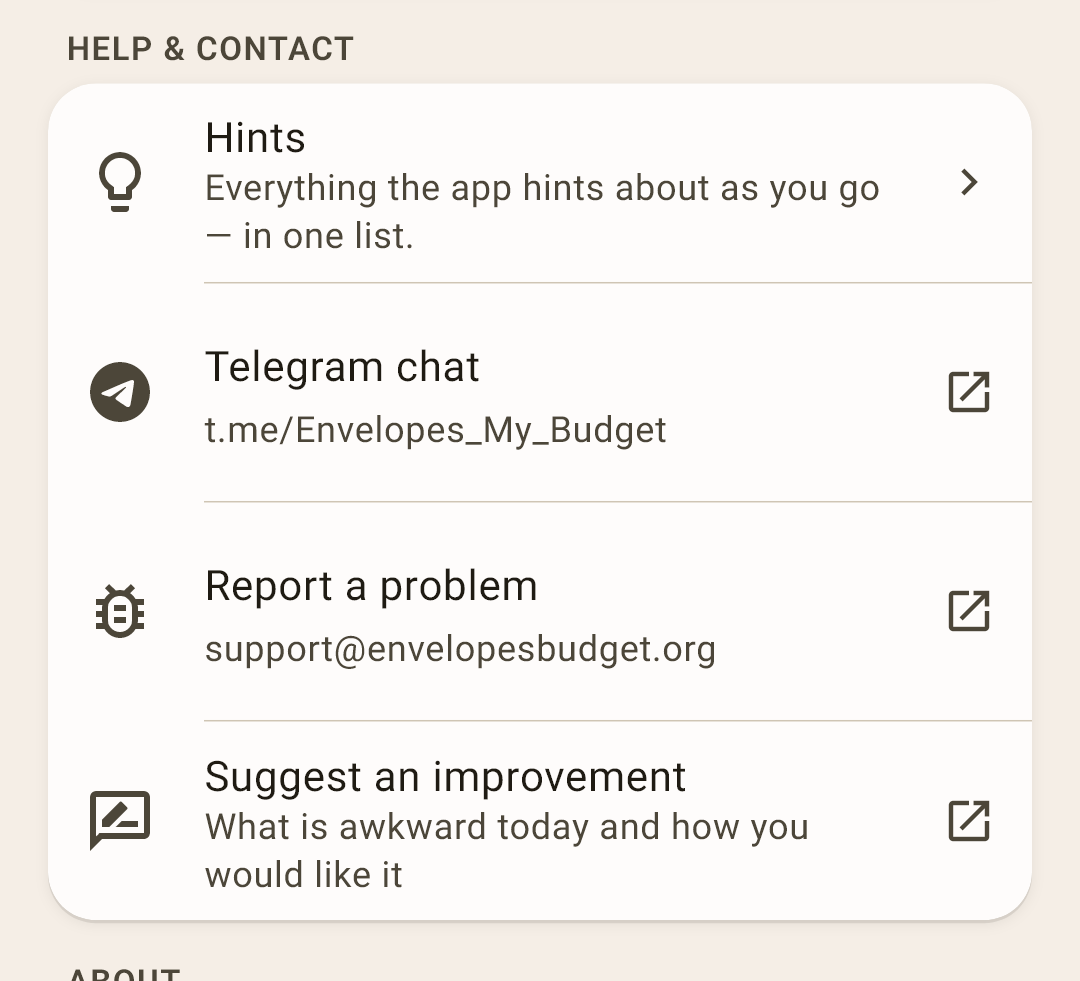 HELP & CONTACT
Hints
Everything the app hints about as you go
— in one list.
Telegram chat
t.me/Envelopes_My_Budget
Report a problem
support@envelopesbudget.org
Suggest an improvement
What is awkward today and how you
would like it
ABOUT